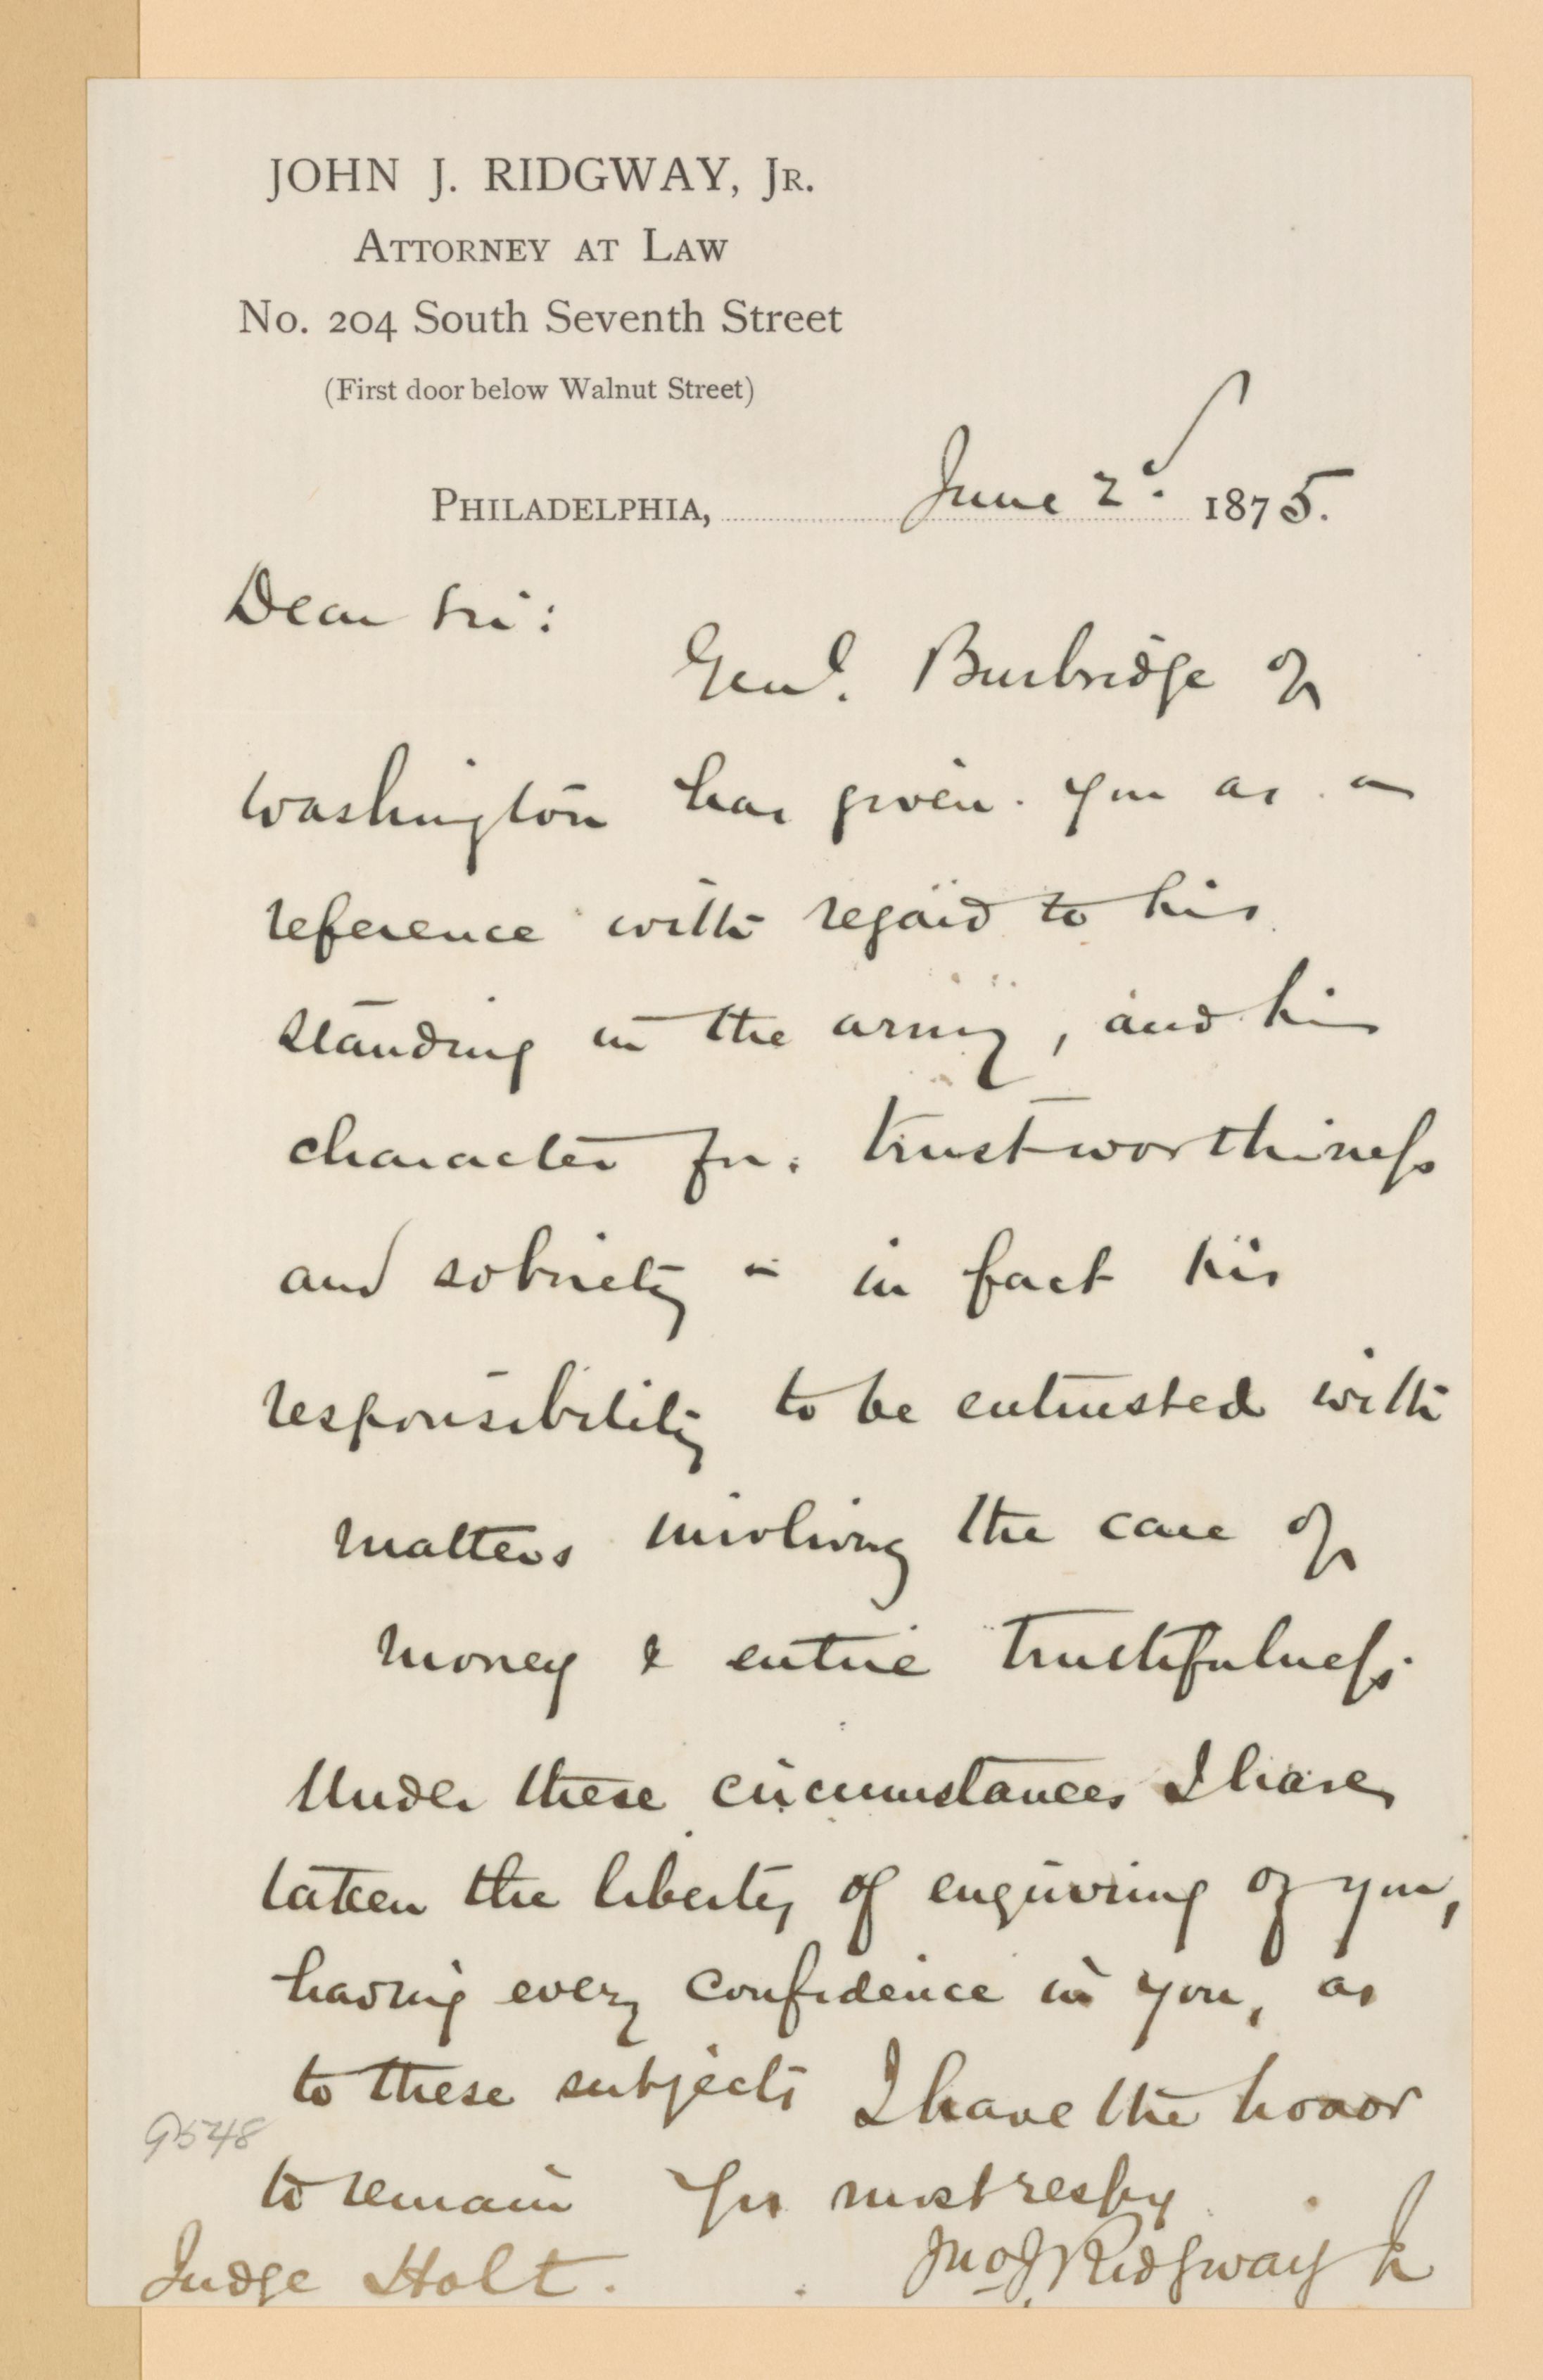 JOHN J. RIDGWAY, JR.
ATTORNEY AT LAW
No. 204 South Seventh Street
(First door below Walnut Street)
PHILADELPHIA, June 2d. 1875.
Dear Sir:
Genl. Burbridge of
Washington has given you as a
reference with regard to his
standing in the army, and his
character for trustworthiness
and sobriety - in fact his
responsibility to be entrusted with
matters involving the care of
money & entire truthfulness.
Under these circumstances I have
taken the liberty of enquiring of you,
having every confidence in you, as
to these subjects I have the honor
9548
to remain Yrs most respy
Jno J Ridgway Jr
Judge Holt.